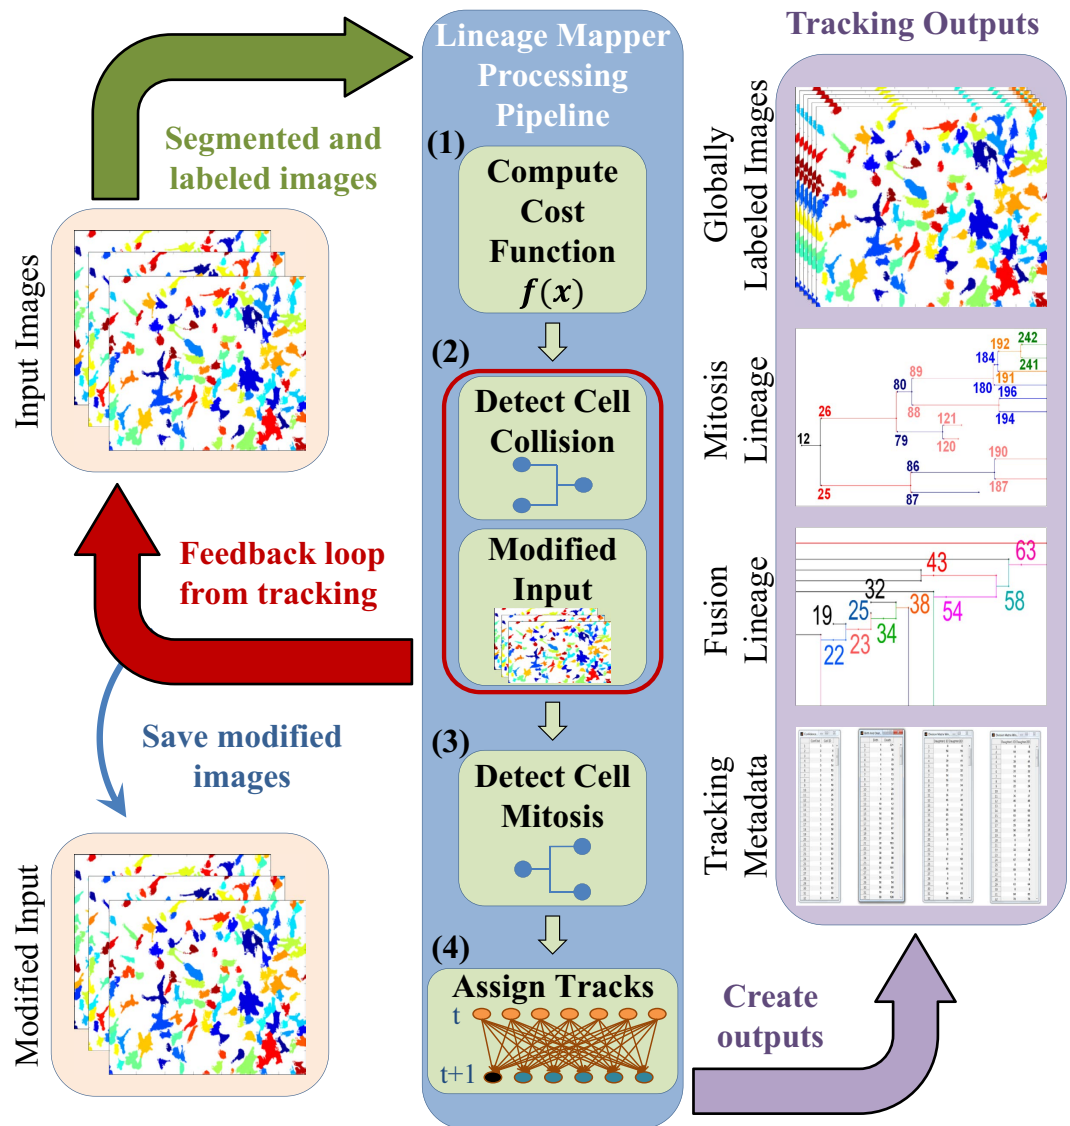 Segmented and
labeled images
Input Images
Feedback loop
from tracking
Save modified
images
Modified Input
Lineage Mapper
Processing
Pipeline
(1)
Compute
Cost
Function
f(x)
(2)
Detect Cell
Collision
Modified
Input
(3)
Detect Cell
Mitosis
(4)
Assign Tracks
t
t+1
Create
outputs
Tracking Outputs
Globally
Labeled Images
Mitosis
Lineage
12
26
25
80
79
89
88
121
120
86
87
184
180
192
191
242
241
196
194
190
187
Fusion
Lineage
19
22
25
23
32
34
38
43
54
58
63
Tracking
Metadata